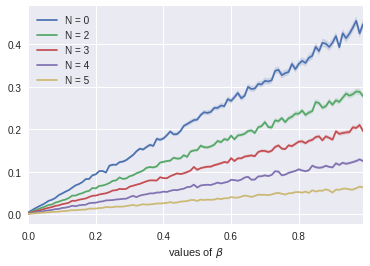 N = 0
N = 2
N = 3
N = 4
N = 5
0.4
0.3
0.2
0.1
0.0
0.0 0.2 0.4 0.6 0.8
values of β